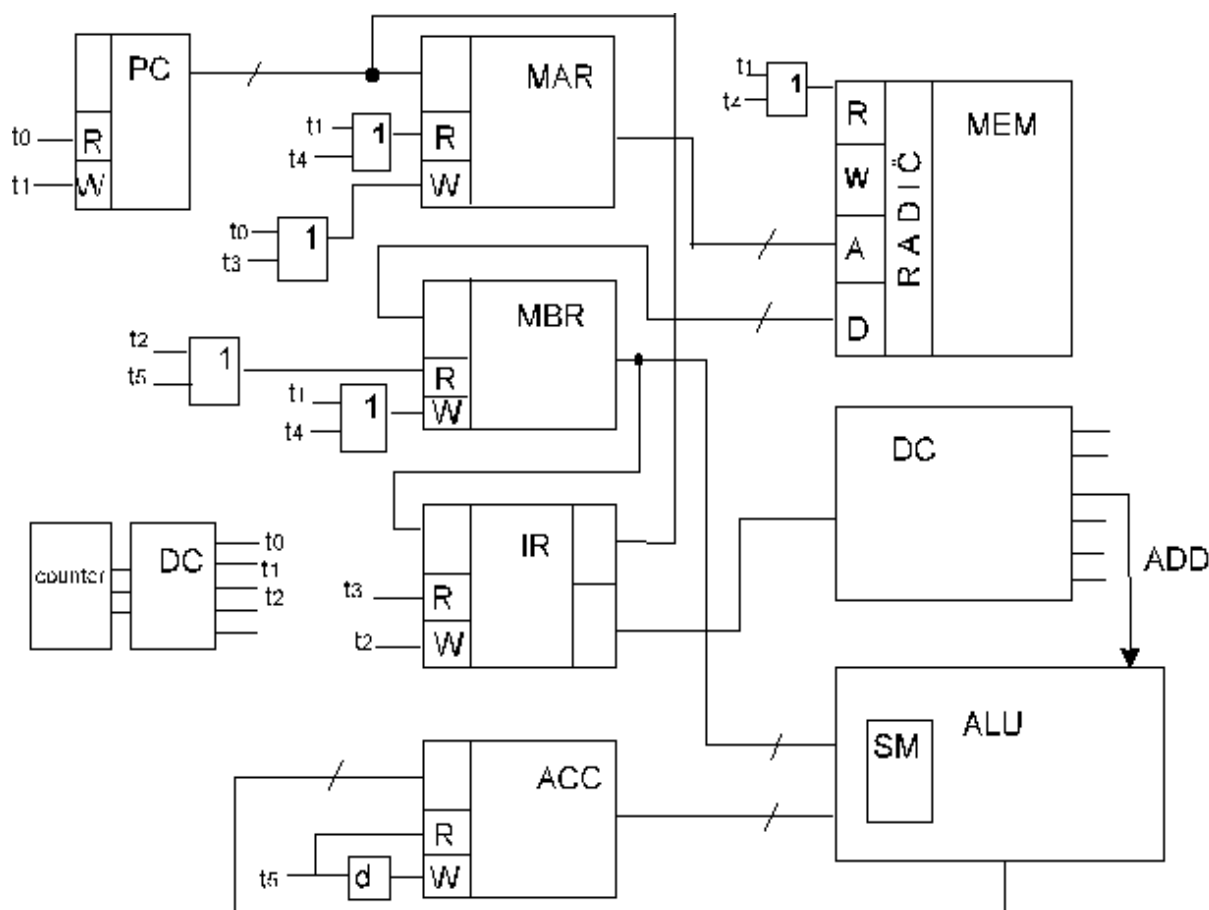 PC
R
W
t0
t1
MAR
R
W
t1
t4
1
t0
t3
1
t1
t4
1
R
W
A
D
RADIČ
MEM
MBR
R
W
t2
t5
1
t1
t4
1
DC
ADD
counter
DC
t0
t1
t2
IR
R
W
t3
t2
ACC
R
W
t5
d
SM
ALU